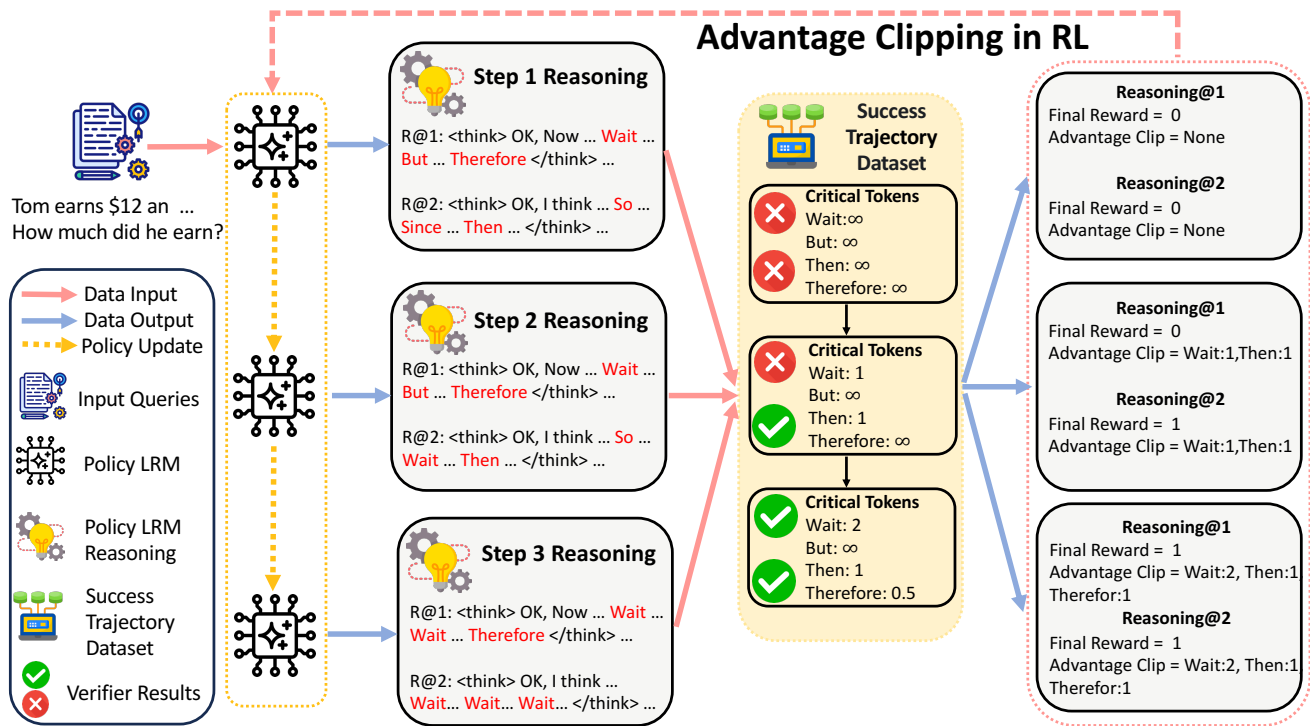 Advantage Clipping in RL
Tom earns $12 an ...
How much did he earn?
Data Input
Data Output
Policy Update
Input Queries
Policy LRM
Policy LRM
Reasoning
Success
Trajectory
Dataset
Verifier Results
Step 1 Reasoning
R@1: <think> OK, Now ... Wait ...
But ... Therefore </think> ...
R@2: <think> OK, I think ... So ...
Since ... Then ... </think> ...
Step 2 Reasoning
R@1: <think> OK, Now ... Wait ...
But ... Therefore </think> ...
R@2: <think> OK, I think ... So ...
Wait ... Then ... </think> ...
Step 3 Reasoning
R@1: <think> OK, Now ... Wait ...
Wait ... Therefore </think> ...
R@2: <think> OK, I think ...
Wait... Wait... Wait... </think> ...
Success
Trajectory
Dataset
Critical Tokens
Wait:∞
But: ∞
Then: ∞
Therefore: ∞
Critical Tokens
Wait: 1
But: ∞
Then: 1
Therefore: ∞
Critical Tokens
Wait: 2
But: ∞
Then: 1
Therefore: 0.5
Reasoning@1
Final Reward = 0
Advantage Clip = None
Reasoning@2
Final Reward = 0
Advantage Clip = None
Reasoning@1
Final Reward = 0
Advantage Clip = Wait:1,Then:1
Reasoning@2
Final Reward = 1
Advantage Clip = Wait:1,Then:1
Reasoning@1
Final Reward = 1
Advantage Clip = Wait:2, Then:1
Therefor:1
Reasoning@2
Final Reward = 1
Advantage Clip = Wait:2, Then:1
Therefor:1